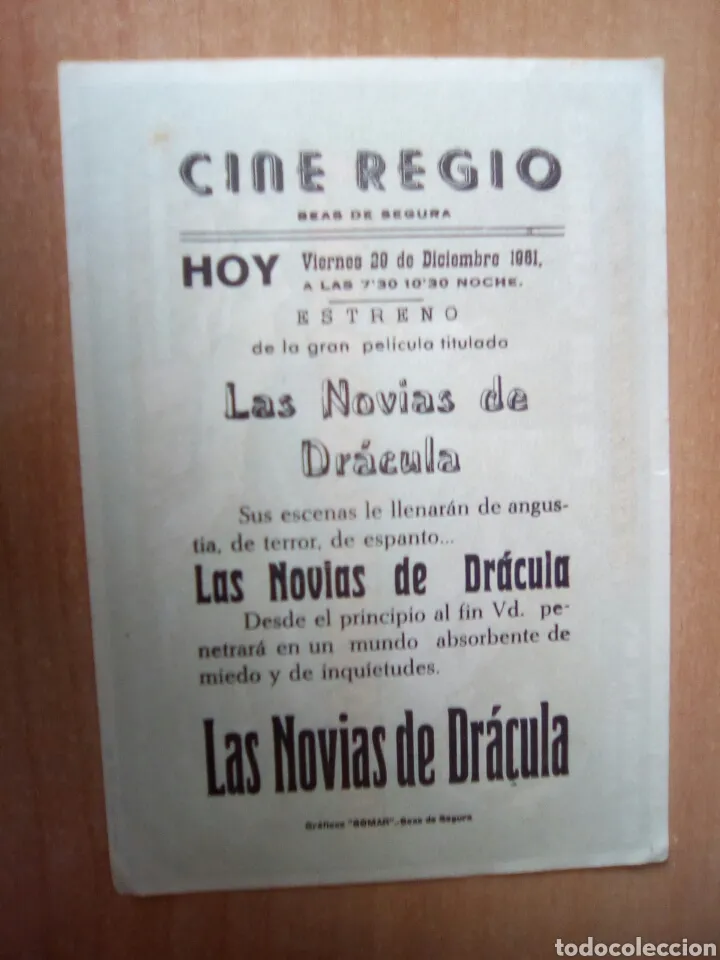 CINE REGIO
BEAS DE SEGURA
HOY Viernes 29 de Diciembre 1961,
A LAS 7'30 10'30 NOCHE.
ESTRENO
de la gran película titulada
Las Novias de
Drácula
Sus escenas le llenarán de angus-
tia, de terror, de espanto...
Las Novias de Drácula
Desde el principio al fin Vd. pe-
netrará en un mundo absorbente de
miedo y de inquietudes.
Las Novias de Drácula
Gráficas "ROMAR".-Beas de Segura
todocoleccion